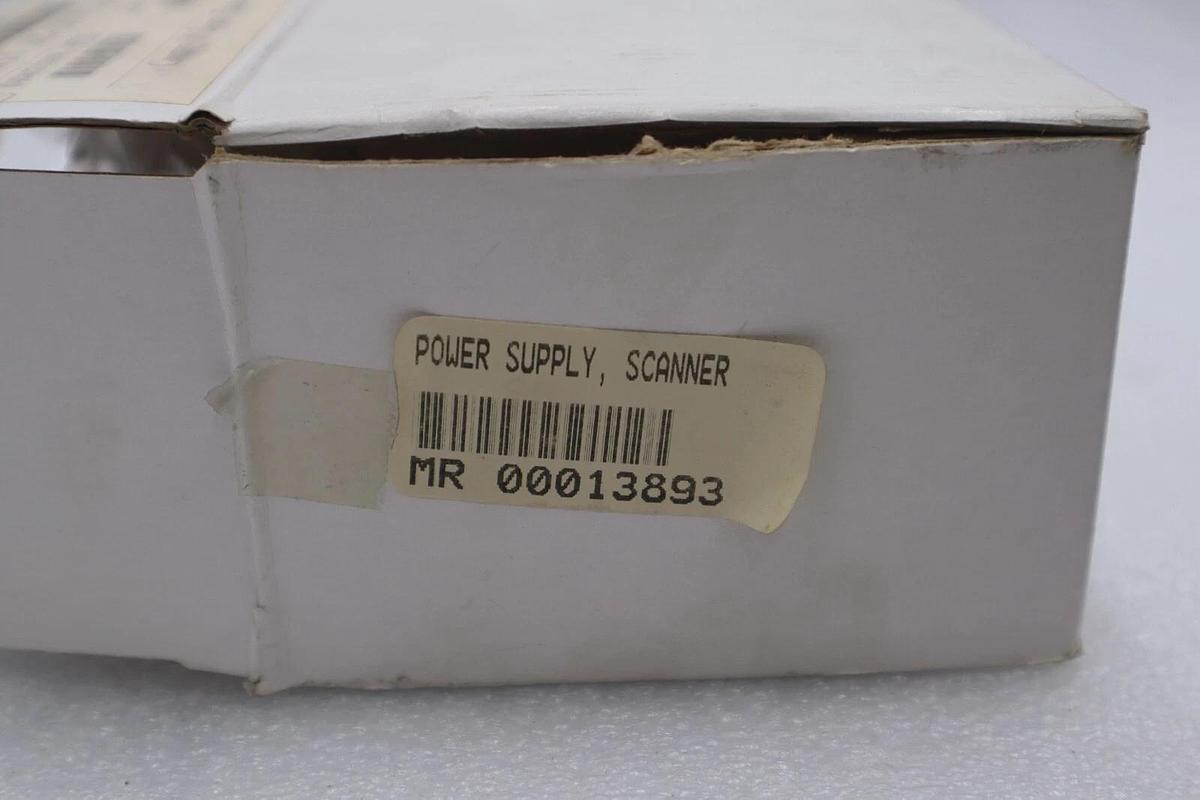 POWER SUPPLY, SCANNER
MR 00013893